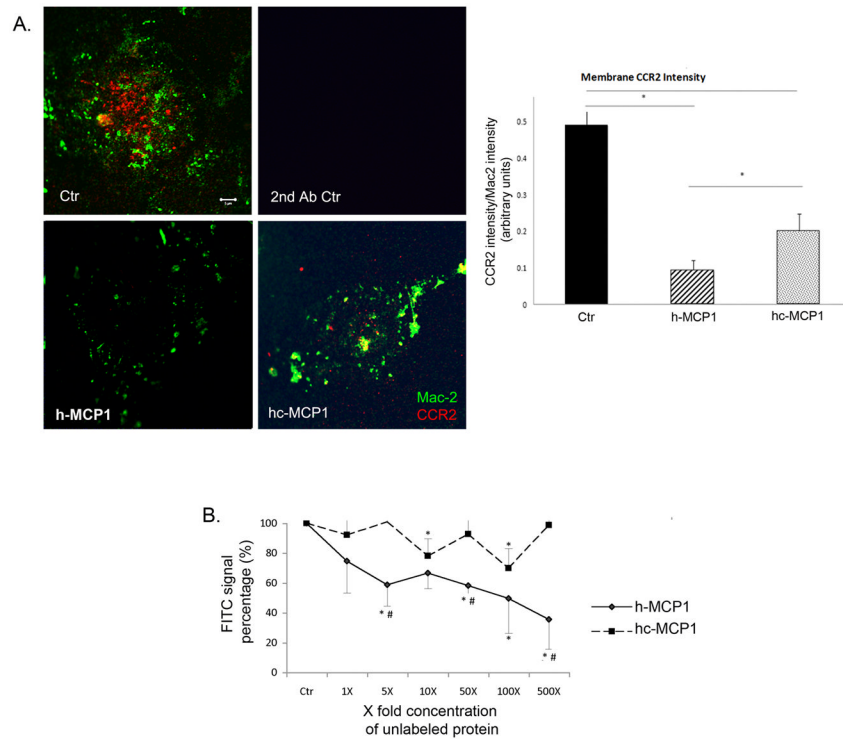 A.
Ctr
2nd Ab Ctr
h-MCP1
hc-MCP1
Mac-2
CCR2
Membrane CCR2 Intensity
*
*
CCR2 intensity/Mac2 intensity
(arbitrary units)
0.5
0.4
0.3
0.2
0.1
0
Ctr
h-MCP1
hc-MCP1
B.
FITC signal
percentage (%)
100
80
60
40
20
0
*
*
* #
* #
*
* #
Ctr
1X
5X
10X
50X
100X
500X
X fold concentration
of unlabeled protein
h-MCP1
hc-MCP1